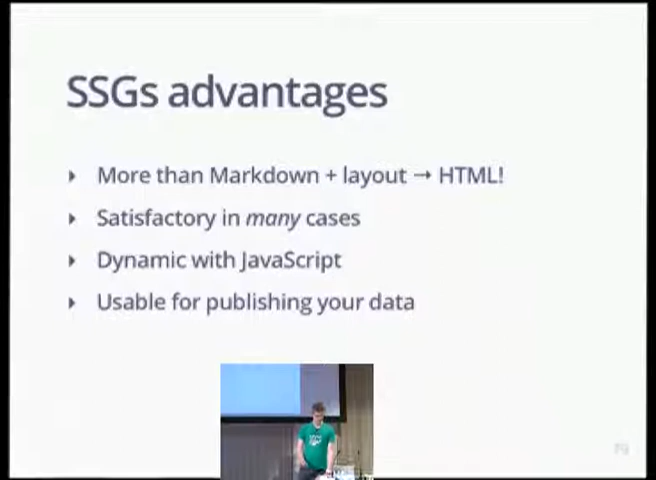 SSGs advantages
More than Markdown + layout → HTML!
Satisfactory in many cases
Dynamic with JavaScript
Usable for publishing your data